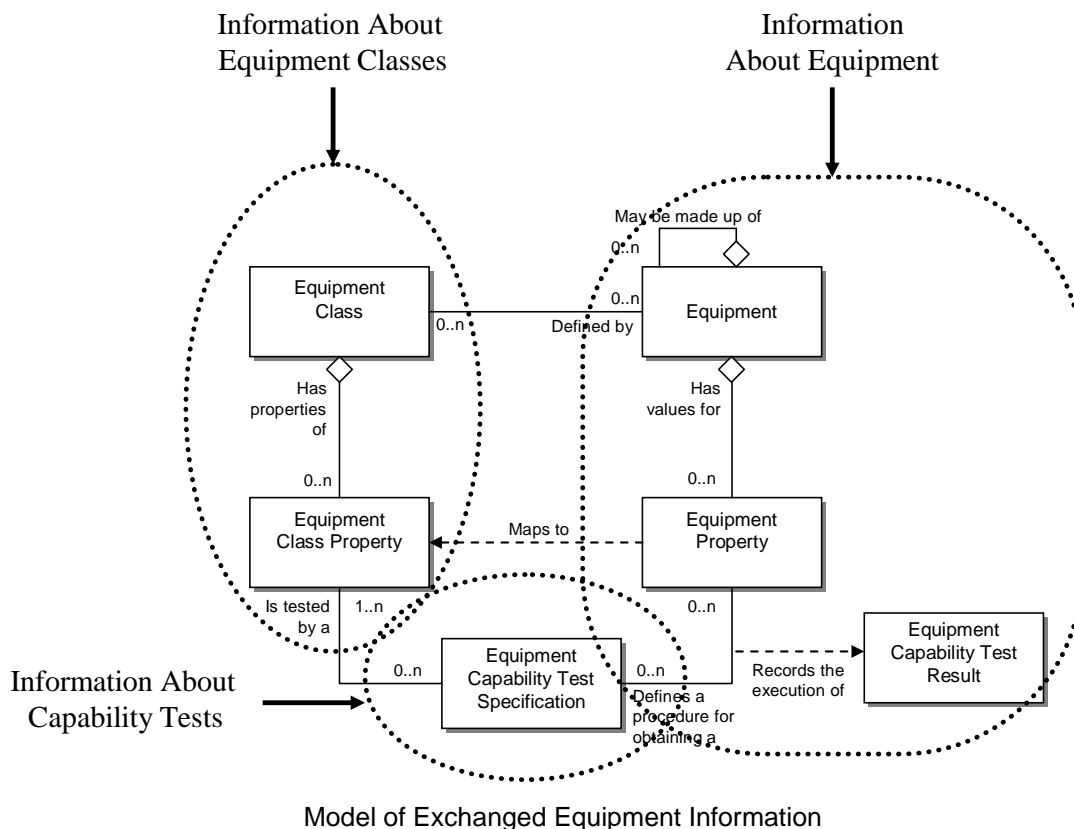 Information About
Equipment Classes
Information
About Equipment
May be made up of
0..n
Equipment
Class
0..n
0..n
Defined by
Equipment
Has
properties
of
0..n
Has
values for
0..n
Equipment
Class Property
Maps to
Equipment
Property
Is tested
by a
1..n
0..n
0..n
Equipment
Capability Test
Specification
0..n
Defines a
procedure for
obtaining a
Records the
execution of
Equipment
Capability Test
Result
Information About
Capability Tests
Model of Exchanged Equipment Information